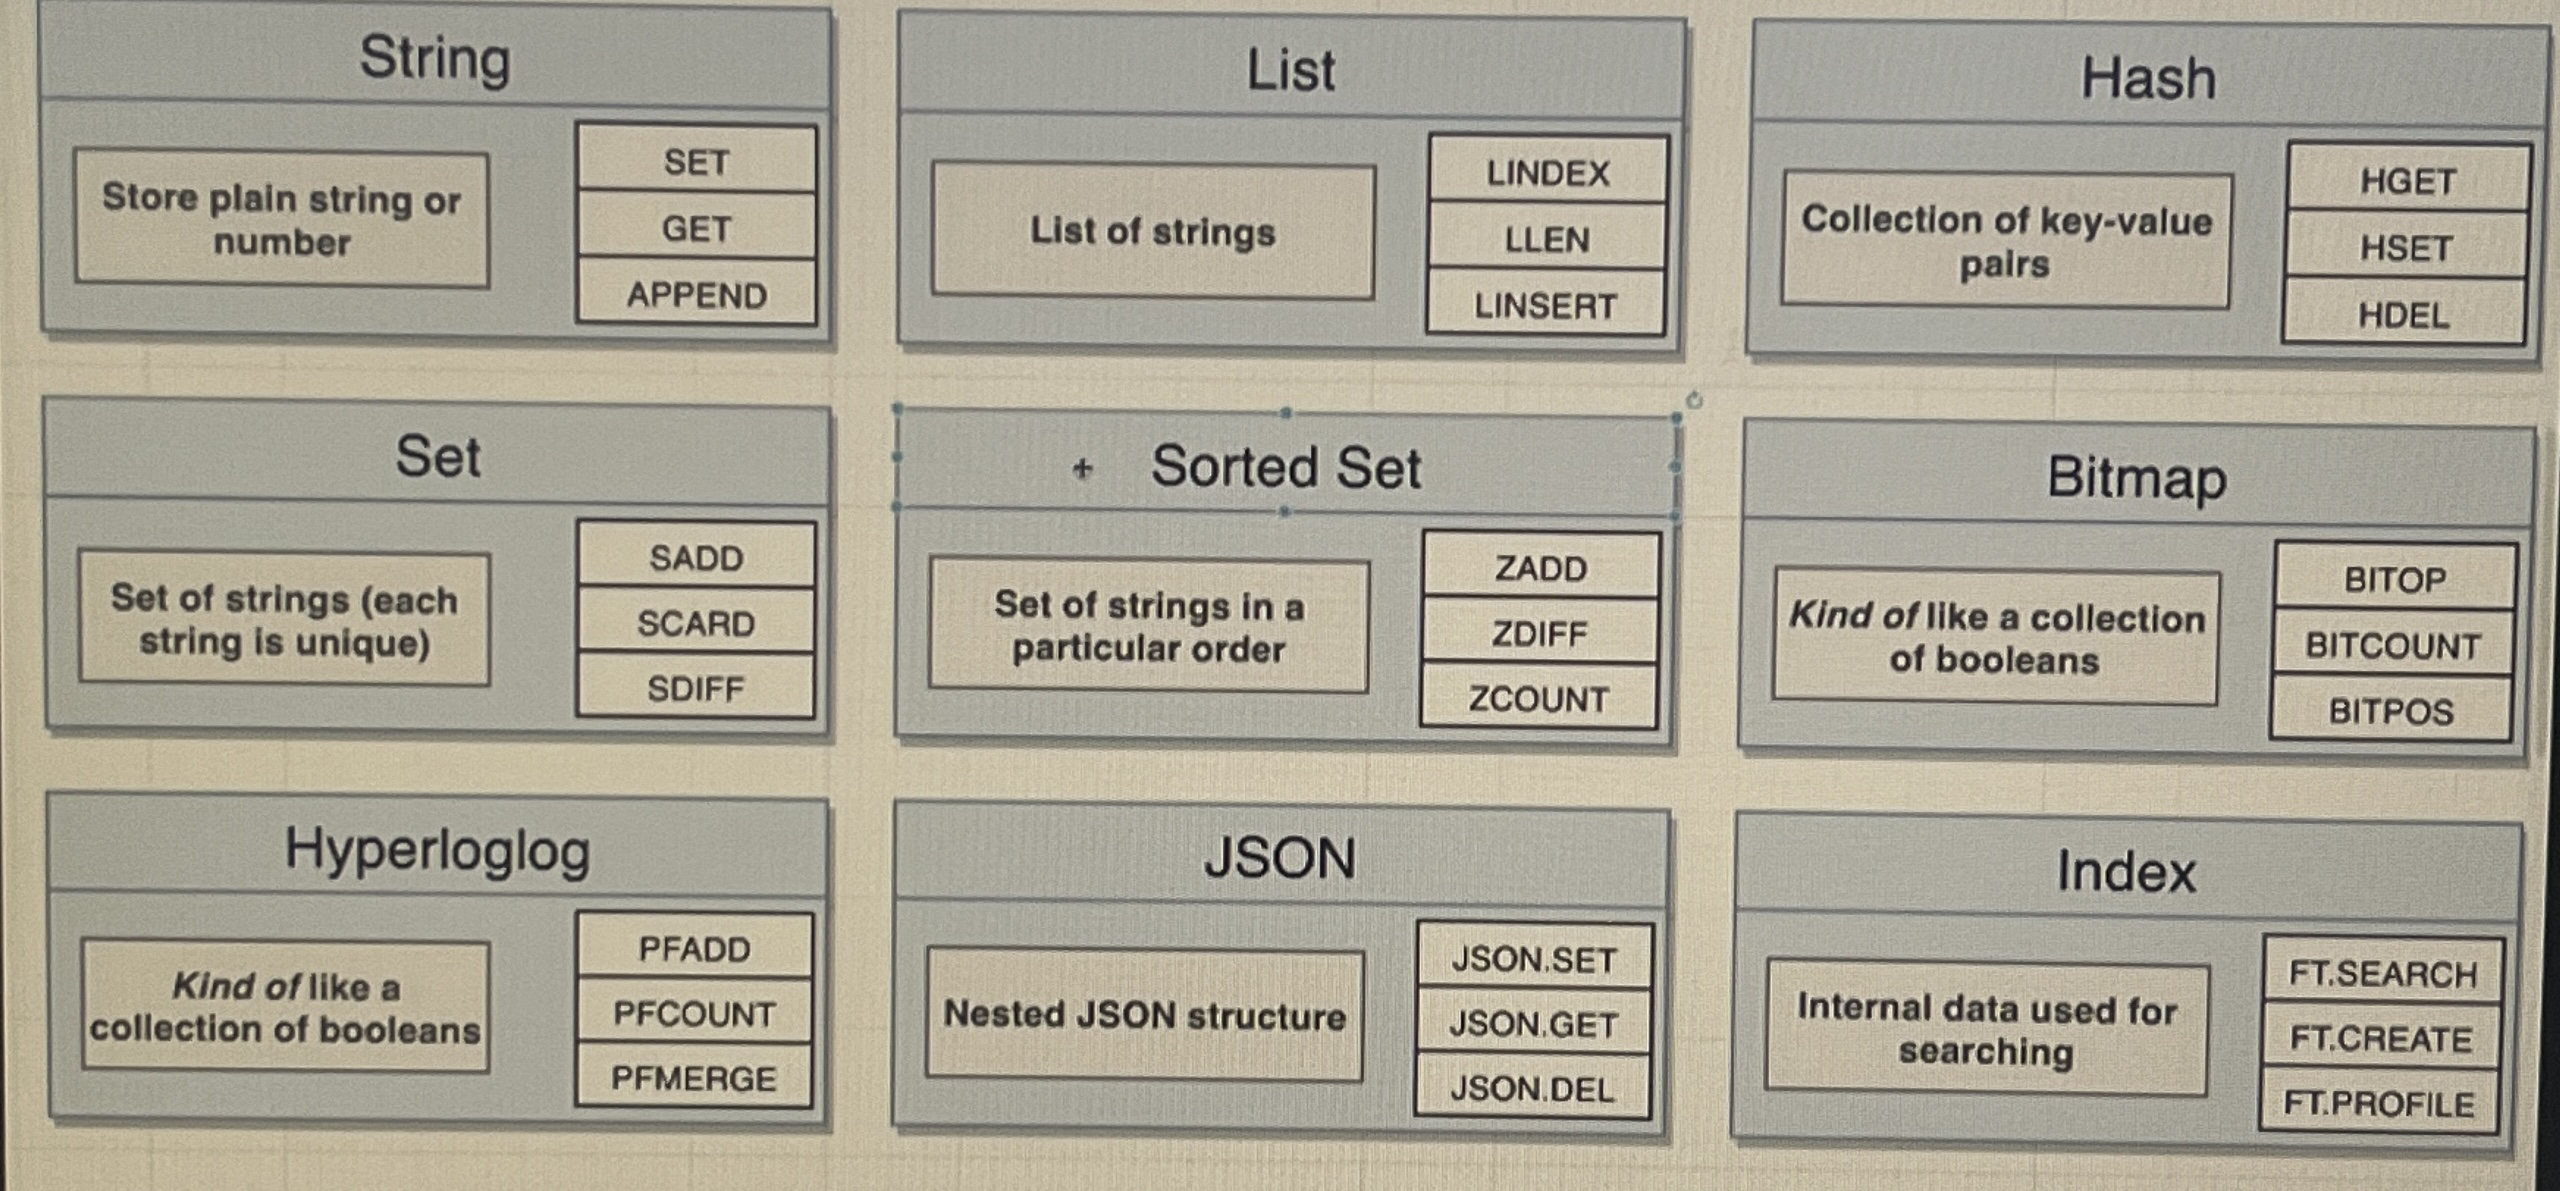 String
Store plain string or
number
SET
GET
APPEND
List
List of strings
LINDEX
LLEN
LINSERT
Hash
Collection of key-value
pairs
HGET
HSET
HDEL
Set
Set of strings (each
string is unique)
SADD
SCARD
SDIFF
Sorted Set
Set of strings in a
particular order
ZADD
ZDIFF
ZCOUNT
Bitmap
Kind of like a collection
of booleans
BITOP
BITCOUNT
BITPOS
Hyperloglog
Kind of like a
collection of booleans
PFADD
PFCOUNT
PFMERGE
JSON
Nested JSON structure
JSON.SET
JSON.GET
JSON.DEL
Index
Internal data used for
searching
FT.SEARCH
FT.CREATE
FT.PROFILE